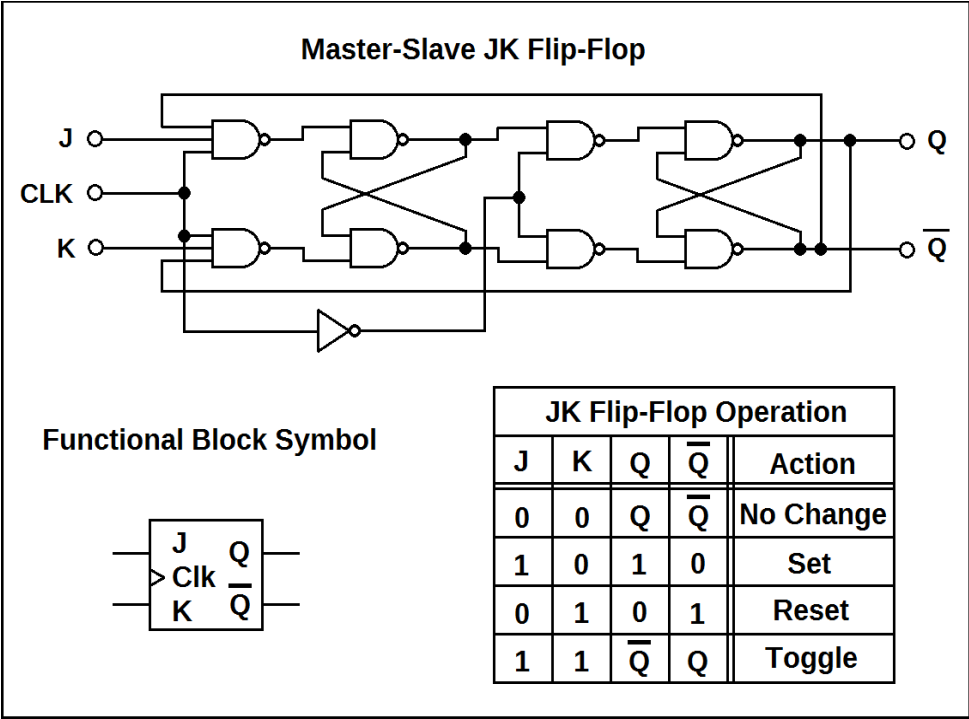 Master-Slave JK Flip-Flop
J
Q
CLK
K
Q̅
JK Flip-Flop Operation
Functional Block Symbol
J K Q Q̅ Action
0 0 Q Q̅ No Change
1 0 1 0 Set
0 1 0 1 Reset
1 1 Q̅ Q Toggle
J Q
Clk
K Q̅